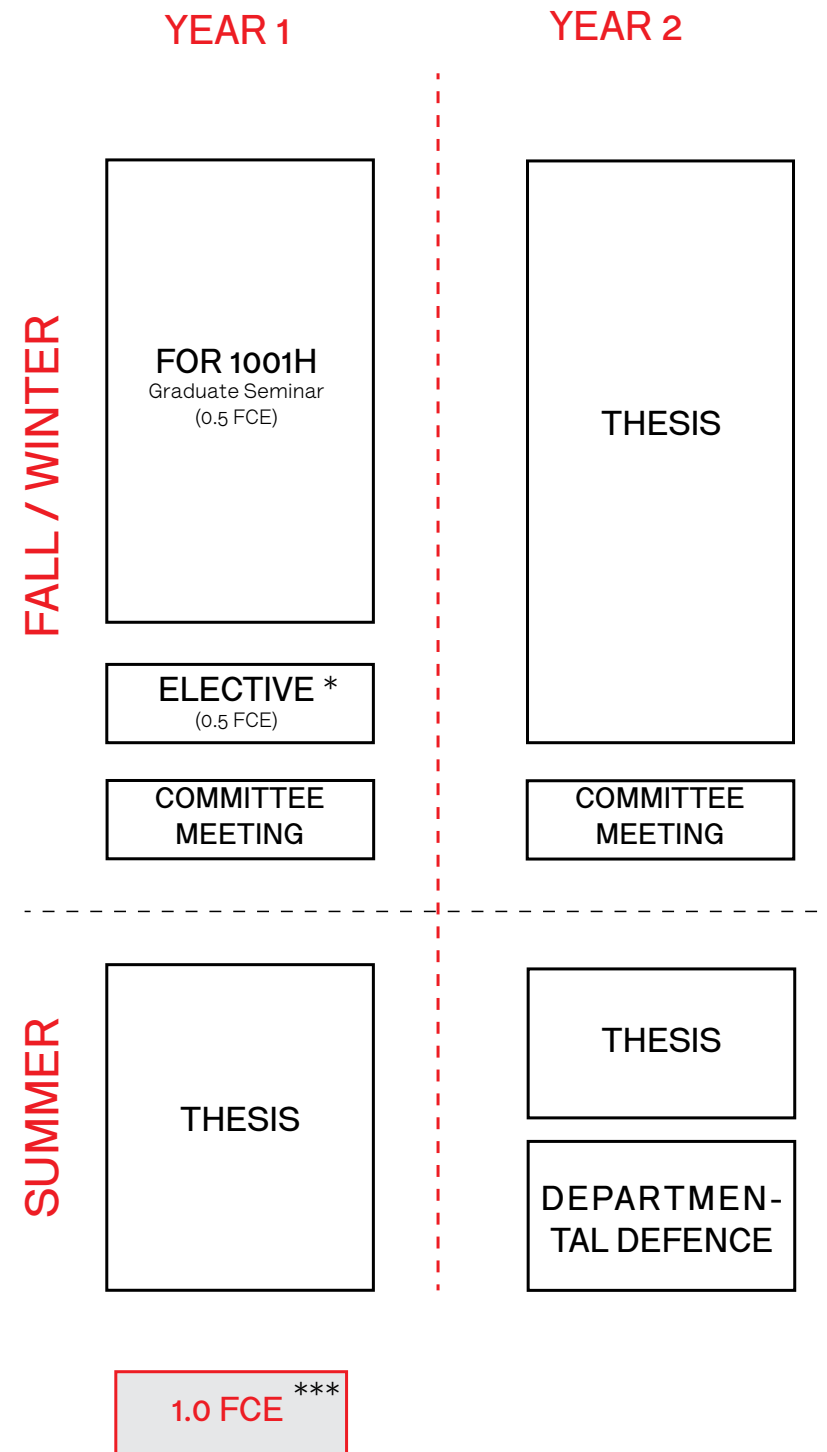 YEAR 1
YEAR 2
FALL / WINTER
FOR 1001H
Graduate Seminar
(0.5 FCE)
ELECTIVE *
(0.5 FCE)
COMMITTEE
MEETING
THESIS
COMMITTEE
MEETING
SUMMER
THESIS
THESIS
DEPARTMEN-
TAL DEFENCE
1.0 FCE ***